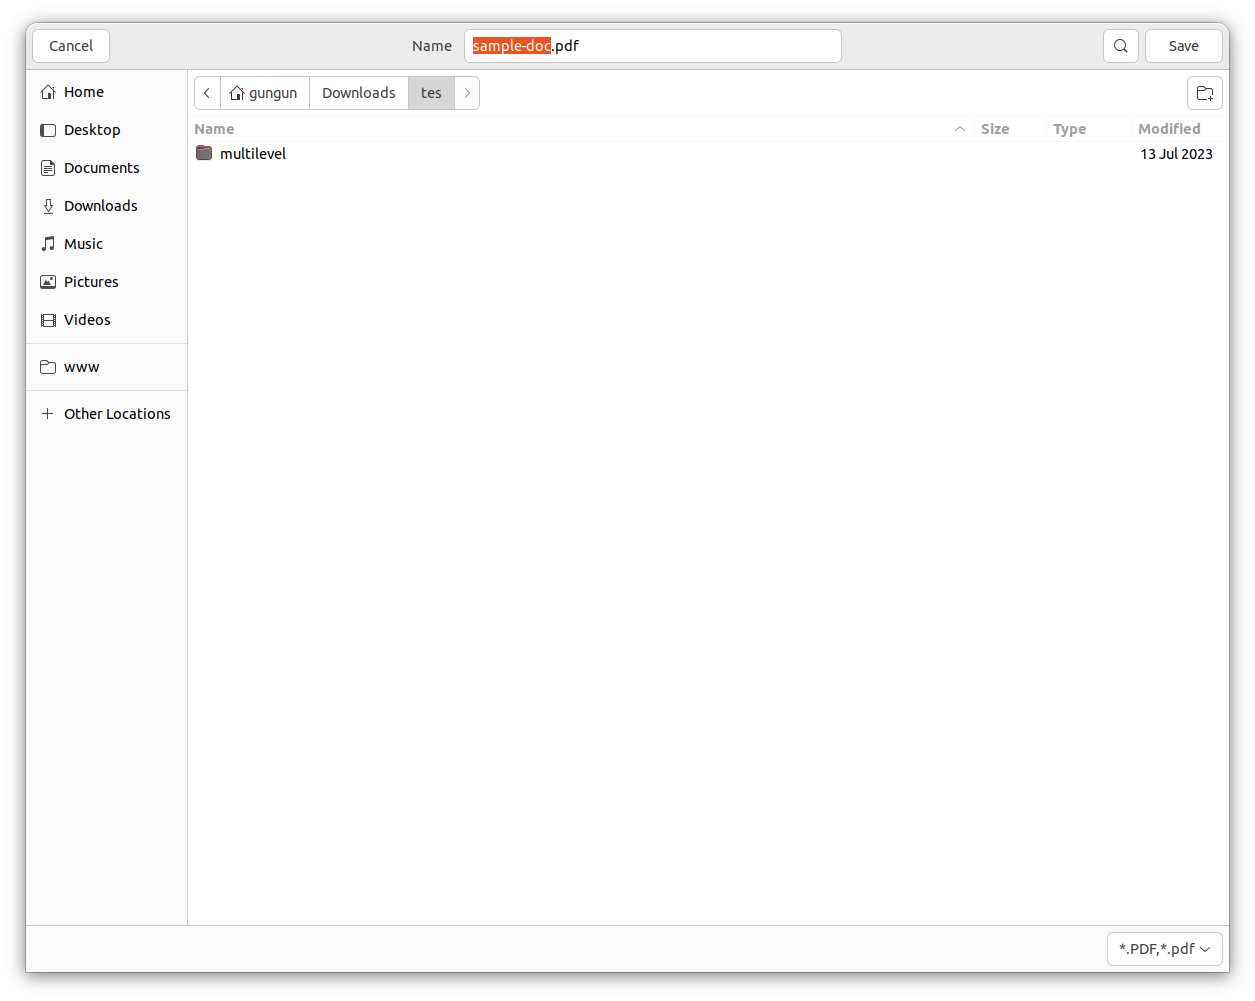 Cancel Name sample-doc.pdf Save
Home
Desktop
Documents
Downloads
Music
Pictures
Videos
www
Other Locations
gungun Downloads tes
Name Size Type Modified
multilevel 13 Jul 2023
*.PDF,*.pdf